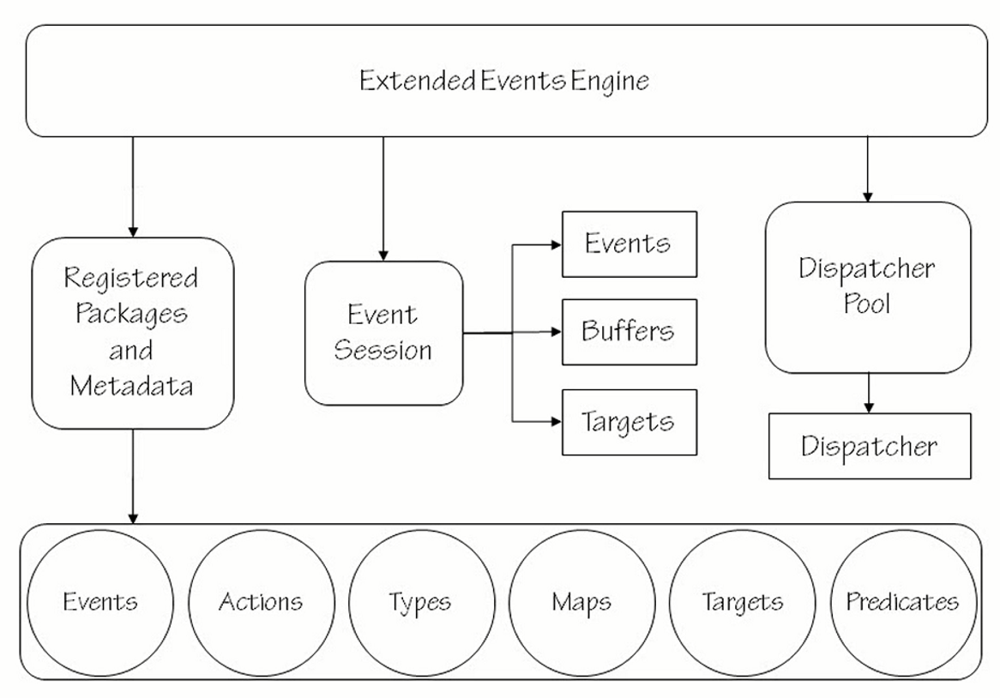 Extended Events Engine
Registered
Packages
and
Metadata
Event
Session
Events
Buffers
Targets
Dispatcher
Pool
Dispatcher
Events
Actions
Types
Maps
Targets
Predicates